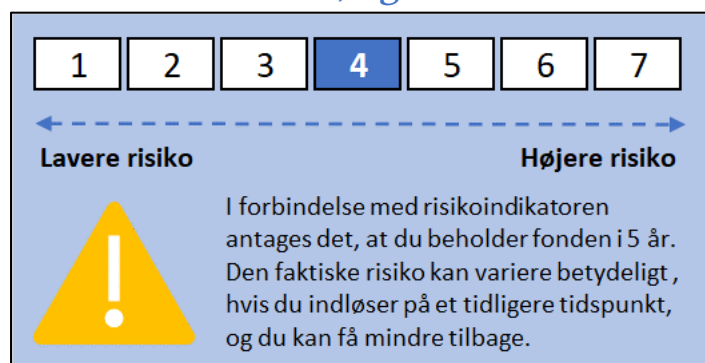 1 2 3 4 5 6 7
Lavere risiko Højere risiko
I forbindelse med risikoindikatoren
antages det, at du beholder fonden i 5 år.
Den faktiske risiko kan variere betydeligt ,
hvis du indløser på et tidligere tidspunkt,
og du kan få mindre tilbage.